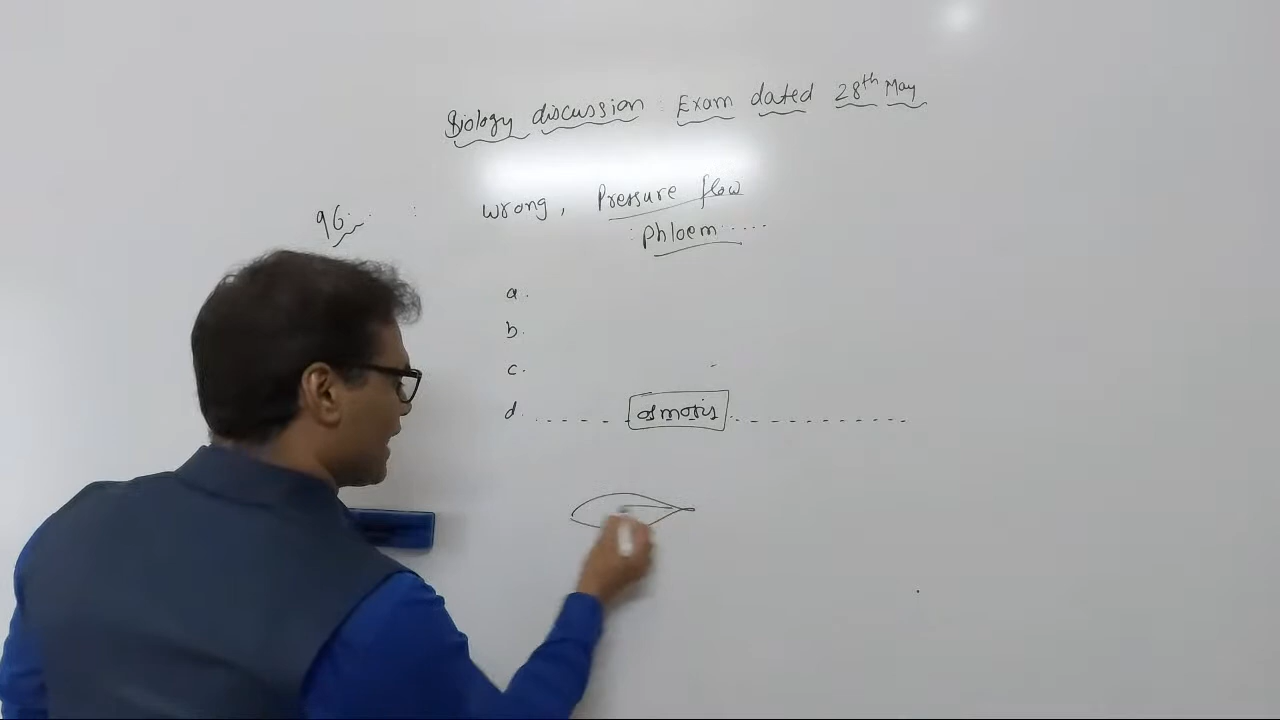 Biology discussion : Exam dated 28th May
96. : wrong, Pressure flow
: Phloem .....
a.
b.
c.
d. ..... osmosis ............